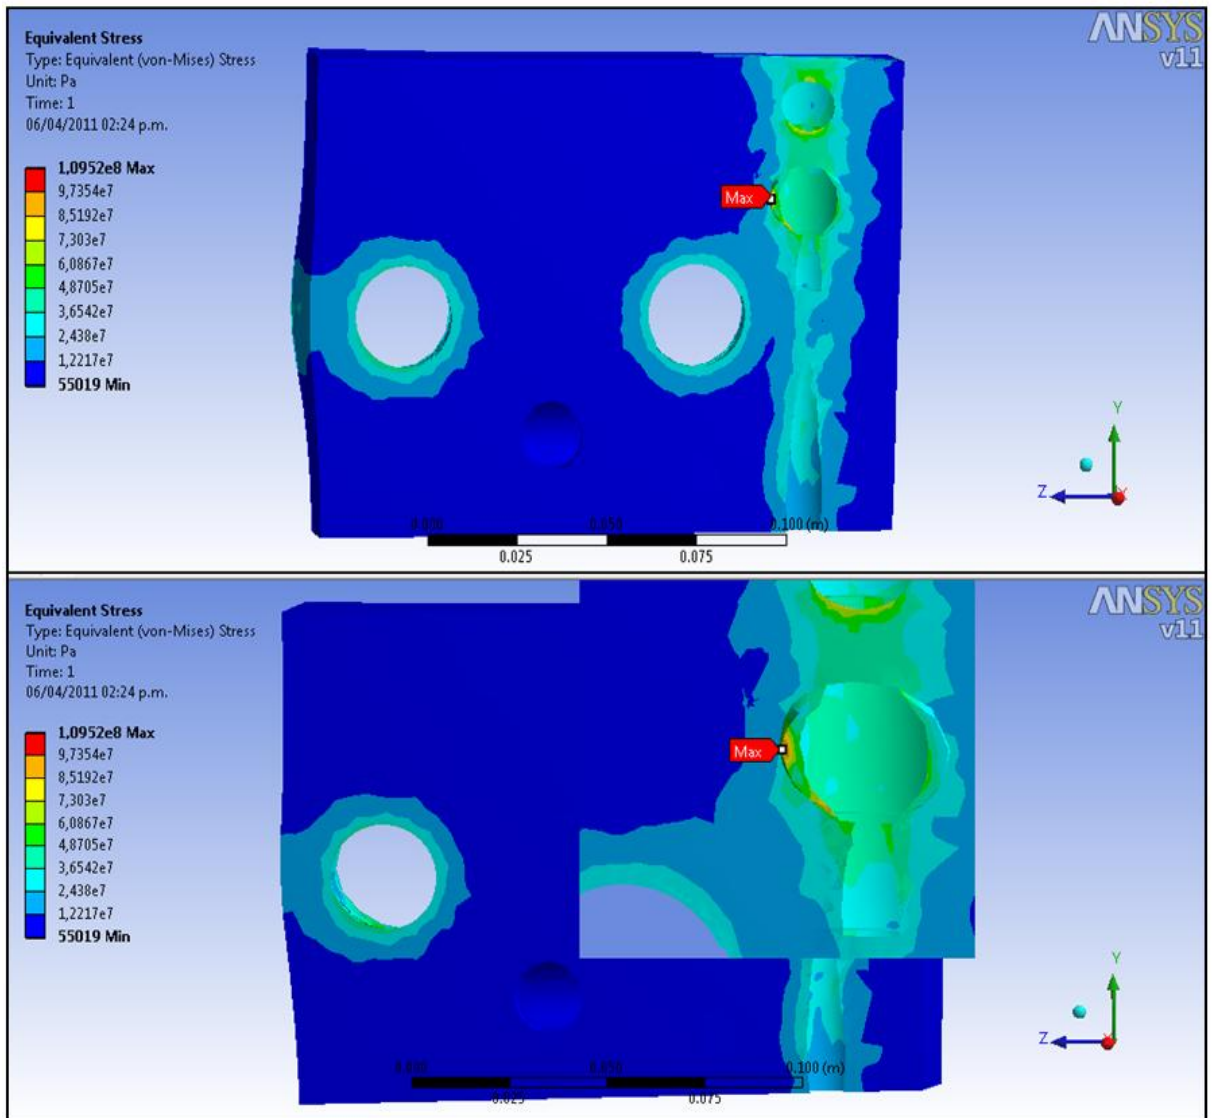 Equivalent Stress
Type: Equivalent (von-Mises) Stress
Unit: Pa
Time: 1
06/04/2011 02:24 p.m.
1,0952e8 Max
9,7354e7
8,5192e7
7,303e7
6,0867e7
4,8705e7
3,6542e7
2,438e7
1,2217e7
55019 Min
ANSYS
v11
Max
Y
Z
X
0.000 0.050 0.100 (m)
0.025 0.075
Equivalent Stress
Type: Equivalent (von-Mises) Stress
Unit: Pa
Time: 1
06/04/2011 02:24 p.m.
1,0952e8 Max
9,7354e7
8,5192e7
7,303e7
6,0867e7
4,8705e7
3,6542e7
2,438e7
1,2217e7
55019 Min
ANSYS
v11
Max
Y
Z
0.000 0.050 0.100 (m)
0.025 0.075